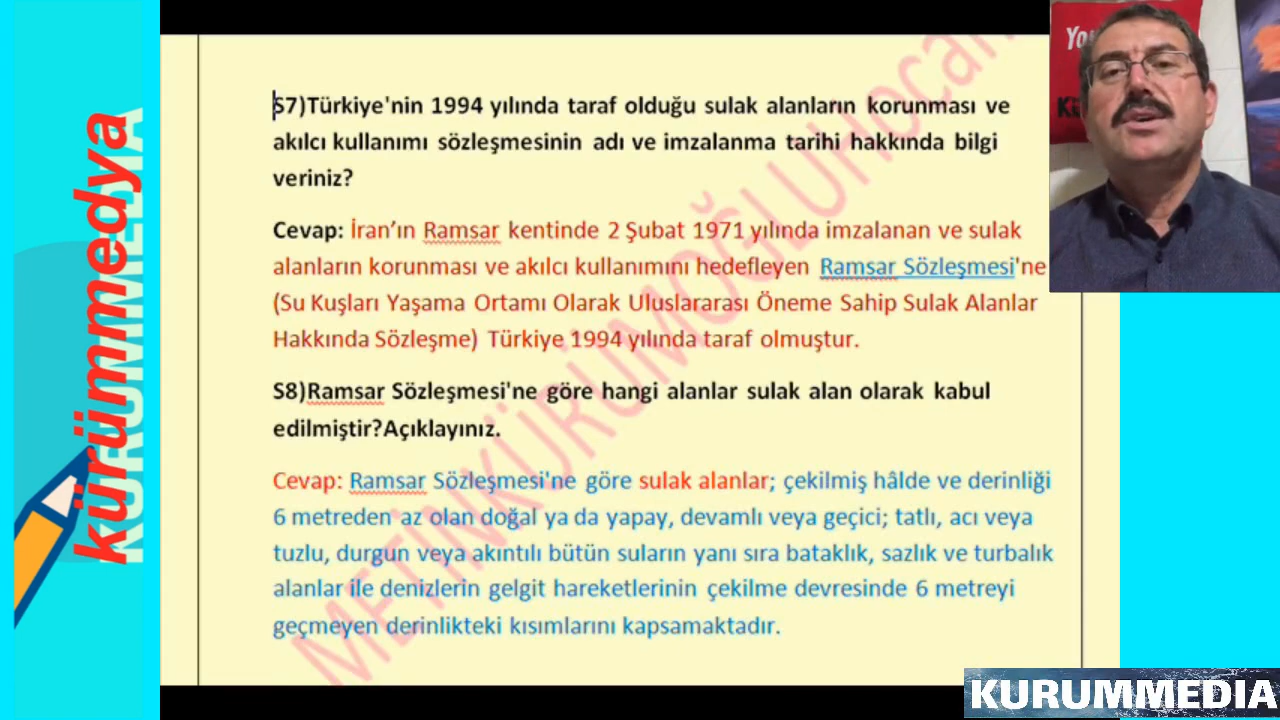 S7)Türkiye'nin 1994 yılında taraf olduğu sulak alanların korunması ve
akılcı kullanımı sözleşmesinin adı ve imzalanma tarihi hakkında bilgi
veriniz?
Cevap: İran’ın Ramsar kentinde 2 Şubat 1971 yılında imzalanan ve sulak
alanların korunması ve akılcı kullanımını hedefleyen Ramsar Sözleşmesi'ne
(Su Kuşları Yaşama Ortamı Olarak Uluslararası Öneme Sahip Sulak Alanlar
Hakkında Sözleşme) Türkiye 1994 yılında taraf olmuştur.
S8)Ramsar Sözleşmesi'ne göre hangi alanlar sulak alan olarak kabul
edilmiştir?Açıklayınız.
Cevap: Ramsar Sözleşmesi'ne göre sulak alanlar; çekilmiş hâlde ve derinliği
6 metreden az olan doğal ya da yapay, devamlı veya geçici; tatlı, acı veya
tuzlu, durgun veya akıntılı bütün suların yanı sıra bataklık, sazlık ve turbalık
alanlar ile denizlerin gelgit hareketlerinin çekilme devresinde 6 metreyi
geçmeyen derinlikteki kısımlarını kapsamaktadır.
METİNKÜRÜMOĞLUHocam
kürümmedya
KURUMMEDIA
KURUMMEDIA